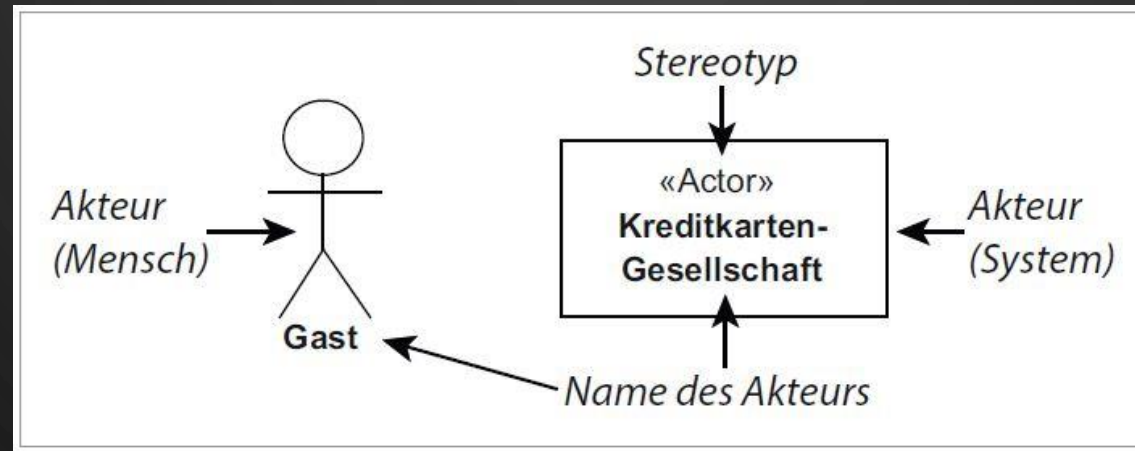 Stereotyp
Akteur
(Mensch)
«Actor»
Kreditkarten-
Gesellschaft
Akteur
(System)
Gast
Name des Akteurs